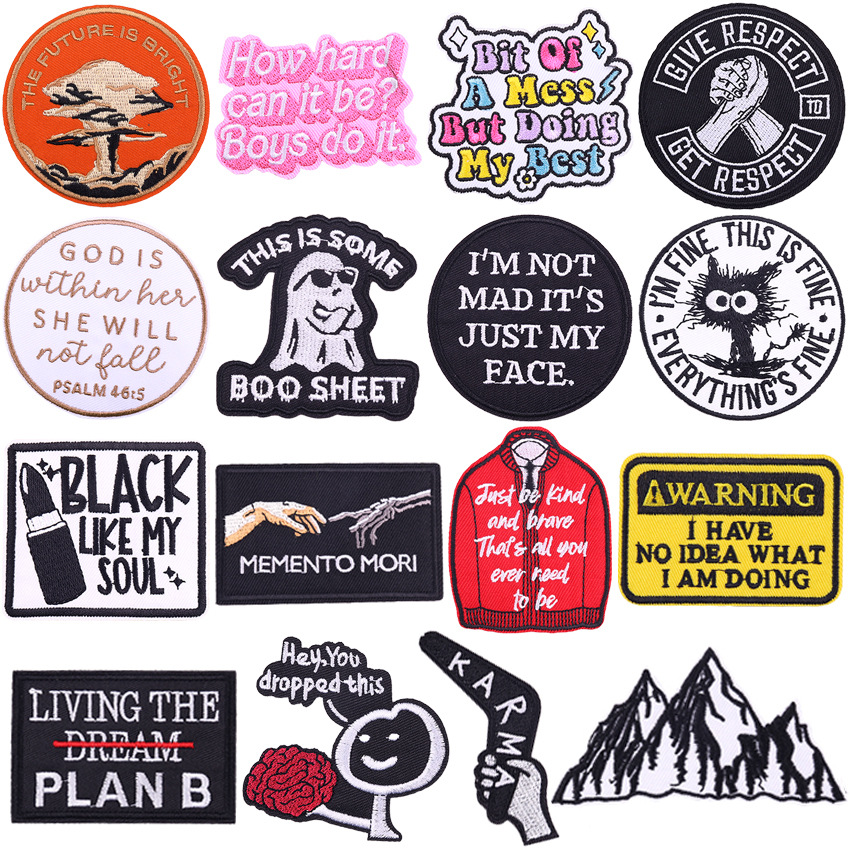 THE FUTURE IS BRIGHT
How hard
can it be?
Boys do it.
Bit Of
A Mess
But Doing
My Best
GIVE RESPECT
10
GET RESPECT
GOD IS
within her
SHE WILL
not fall
PSALM 46:5
THIS IS SOME
BOO SHEET
I'M NOT
MAD IT'S
JUST MY
FACE.
I'M FINE. THIS IS FINE
EVERYTHING'S FINE
BLACK
LIKE MY
SOUL
MEMENTO MORI
Just be kind
and brave
That's all you
ever need
to be
WARNING
I HAVE
NO IDEA WHAT
I AM DOING
LIVING THE
DREAM
PLAN B
Hey, You
dropped this
KARMA